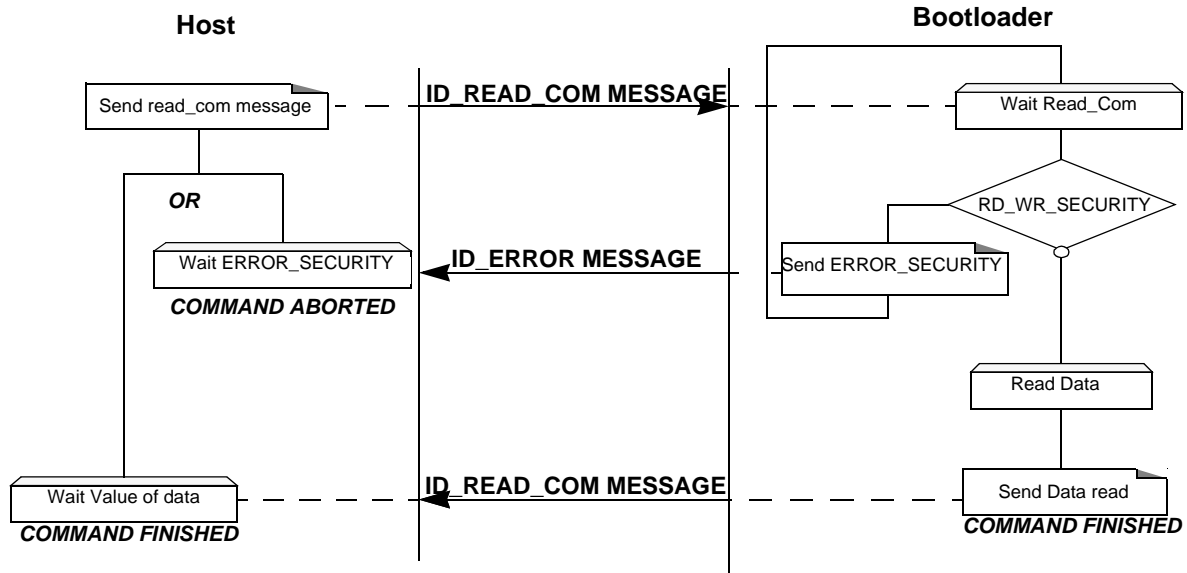 Host
Bootloader
Send read_com message
ID_READ_COM MESSAGE
Wait Read_Com
OR
RD_WR_SECURITY
Wait ERROR_SECURITY
ID_ERROR MESSAGE
Send ERROR_SECURITY
COMMAND ABORTED
Read Data
Wait Value of data
ID_READ_COM MESSAGE
Send Data read
COMMAND FINISHED
COMMAND FINISHED